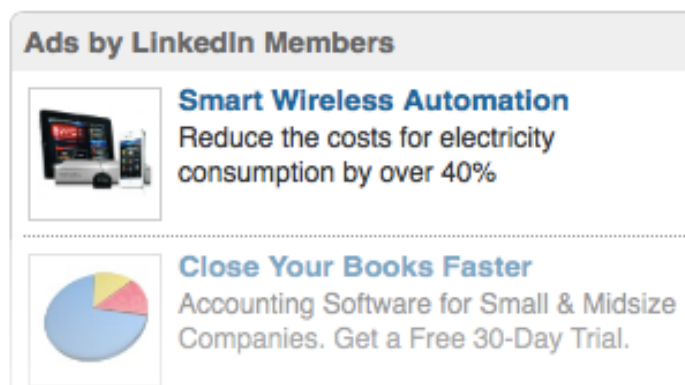 Ads by LinkedIn Members
Smart Wireless Automation
Reduce the costs for electricity
consumption by over 40%
Close Your Books Faster
Accounting Software for Small & Midsize
Companies. Get a Free 30-Day Trial.